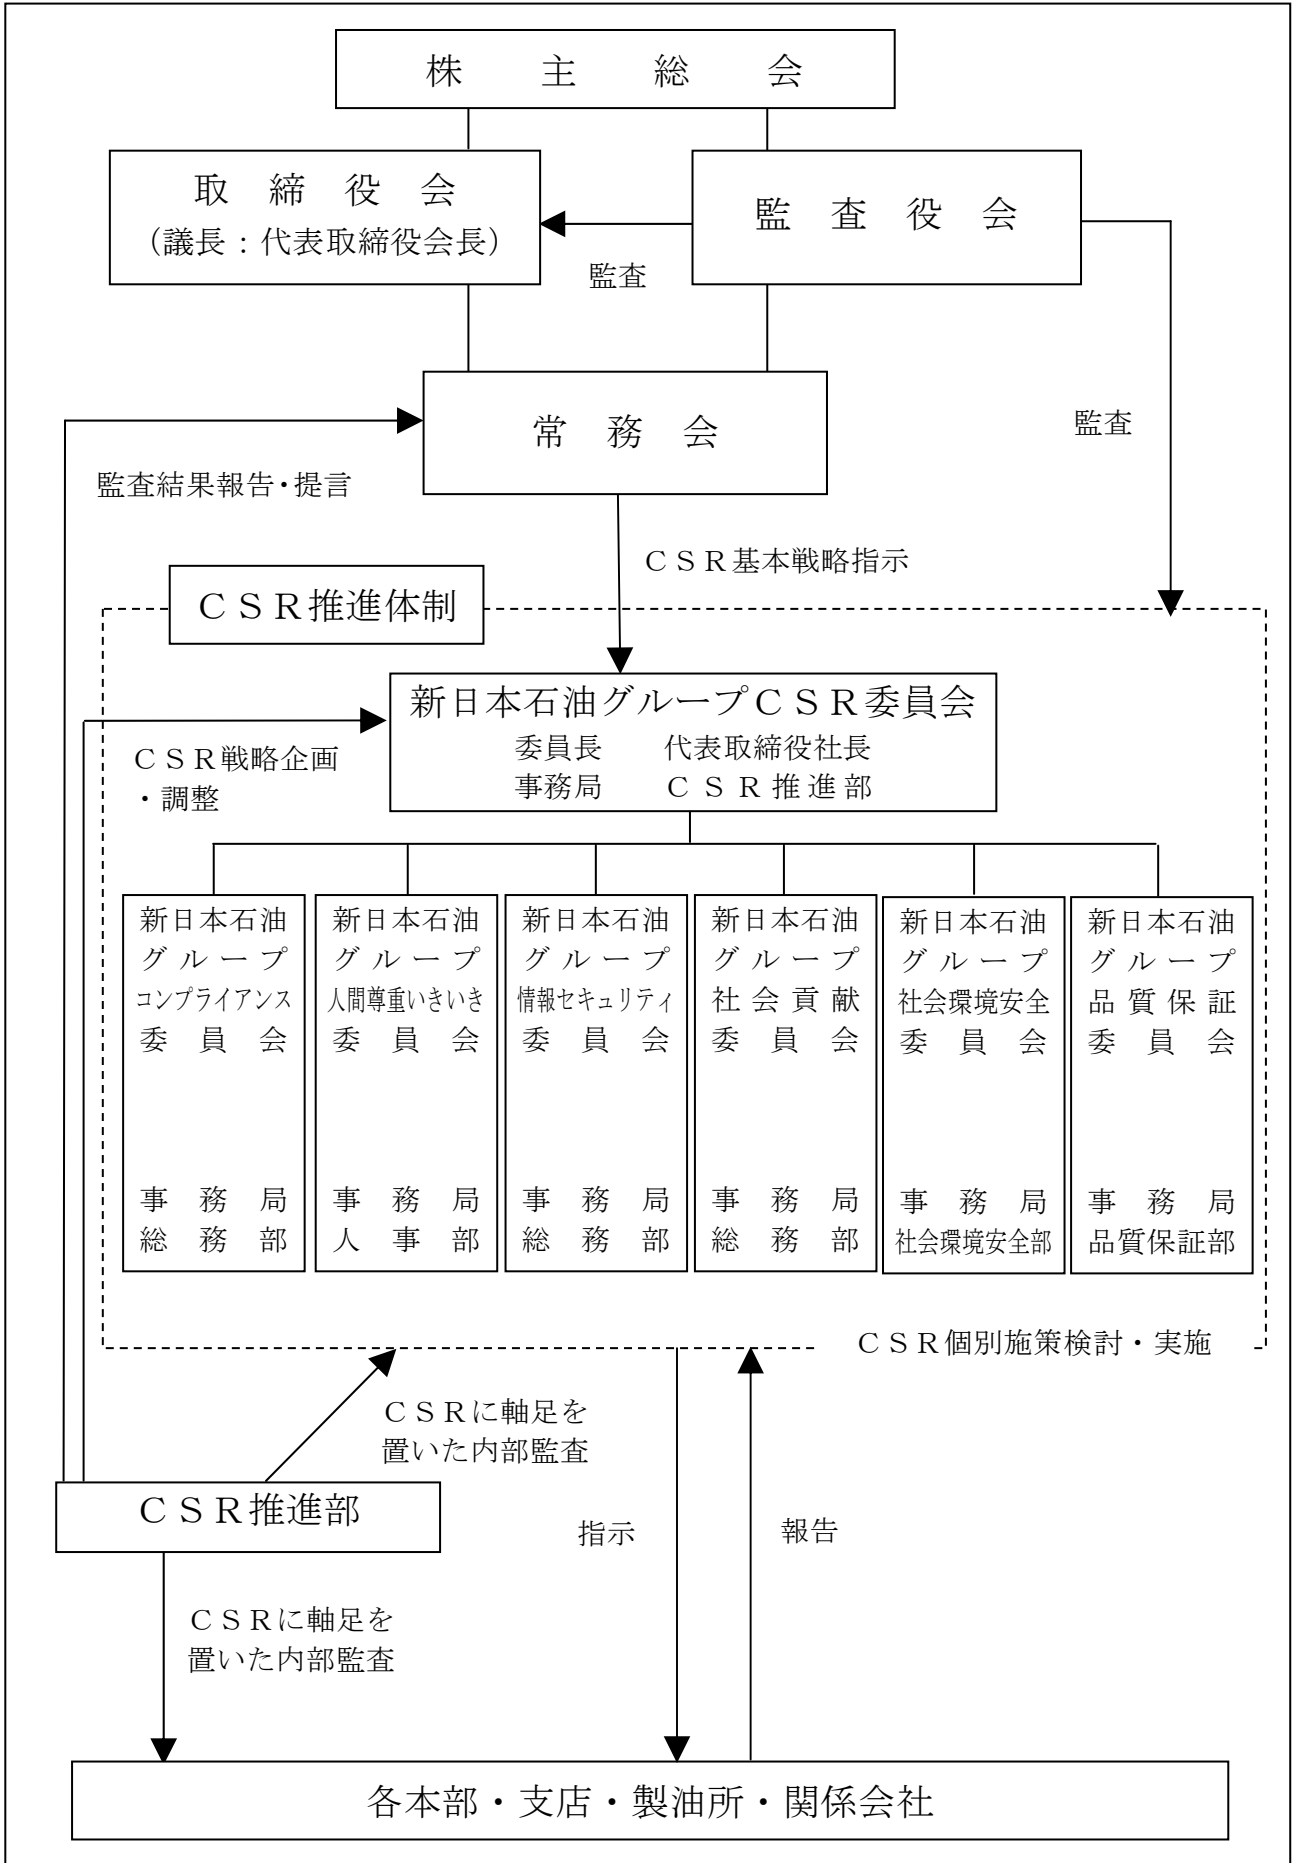 株主総会
取締役会
（議長：代表取締役会長）
監査役会
監査
監査
常務会
監査結果報告・提言
ＣＳＲ基本戦略指示
ＣＳＲ推進体制
新日本石油グループＣＳＲ委員会
委員長　代表取締役社長
事務局　ＣＳＲ推進部
ＣＳＲ戦略企画
・調整
新日本石油
グループ
コンプライアンス
委員会
事務局
総務部
新日本石油
グループ
人間尊重いきいき
委員会
事務局
人事部
新日本石油
グループ
情報セキュリティ
委員会
事務局
総務部
新日本石油
グループ
社会貢献
委員会
事務局
総務部
新日本石油
グループ
社会環境安全
委員会
事務局
社会環境安全部
新日本石油
グループ
品質保証
委員会
事務局
品質保証部
ＣＳＲ個別施策検討・実施
ＣＳＲに軸足を
置いた内部監査
ＣＳＲ推進部
指示
報告
ＣＳＲに軸足を
置いた内部監査
各本部・支店・製油所・関係会社